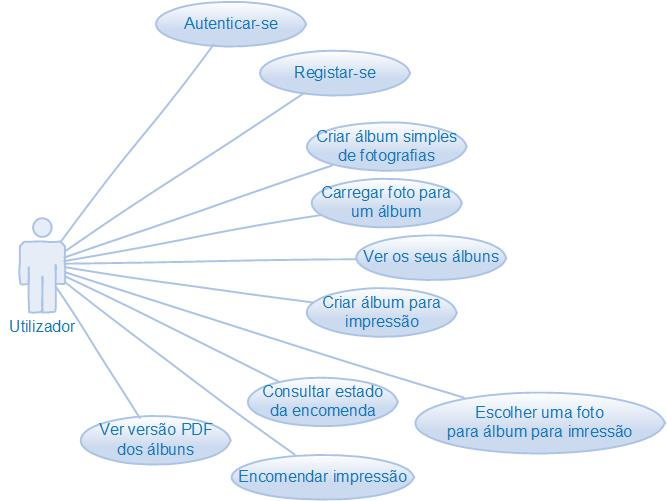 Autenticar-se
Registar-se
Criar álbum simples
de fotografias
Carregar foto para
um álbum
Ver os seus álbuns
Criar álbum para
impressão
Utilizador
Consultar estado
da encomenda
Escolher uma foto
para álbum para imressão
Ver versão PDF
dos álbuns
Encomendar impressão